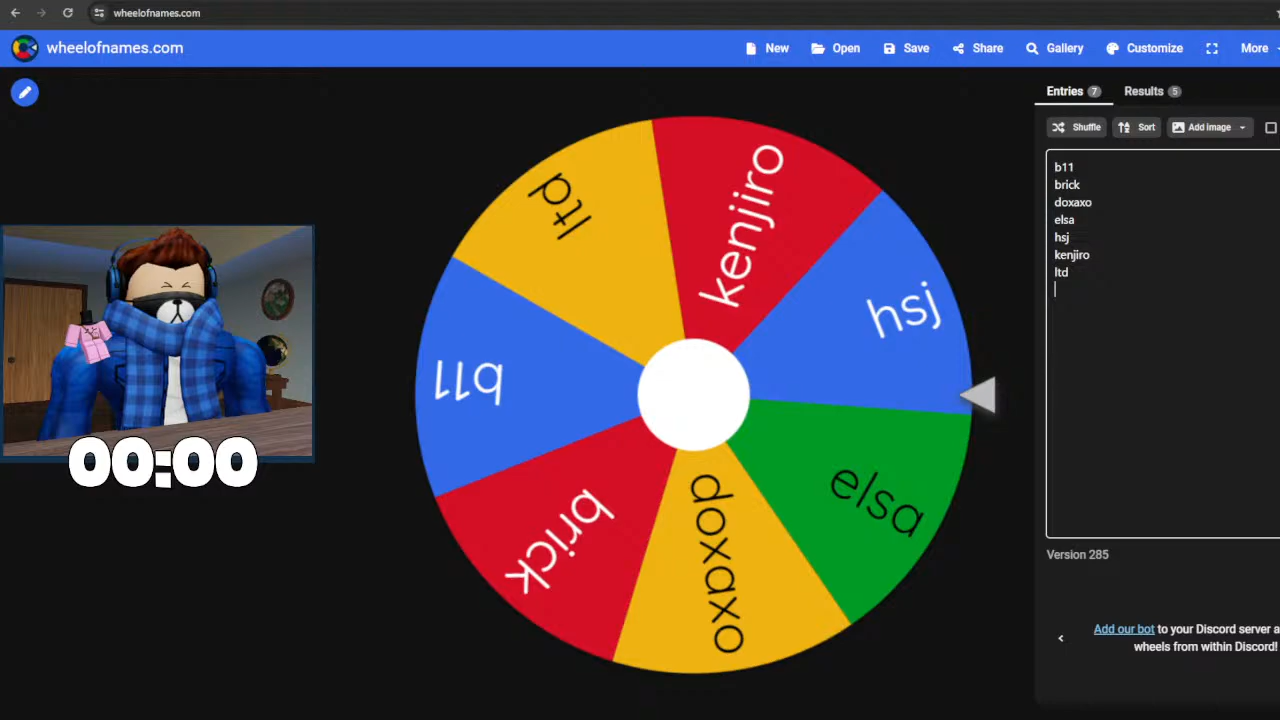 wheelofnames.com
wheelofnames.com
New
Open
Save
Share
Gallery
Customize
More
Entries 7
Results 5
Shuffle
Sort
Add image
b11
brick
doxaxo
elsa
hsj
kenjiro
ltd
ltd
kenjiro
hsj
b11
elsa
brick
doxaxo
00:00
Version 285
Add our bot to your Discord server a
wheels from within Discord!